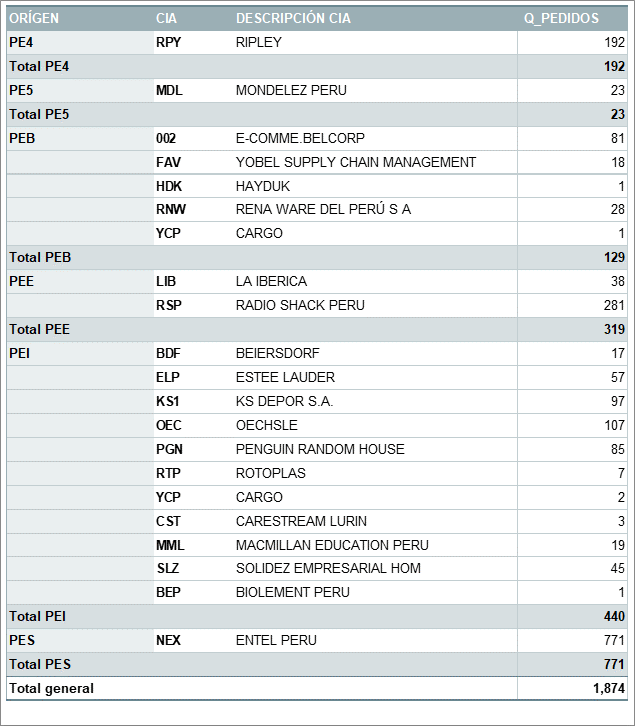 ORÍGEN CIA DESCRIPCIÓN CIA Q_PEDIDOS
PE4 RPY RIPLEY 192
Total PE4 192
PE5 MDL MONDELEZ PERU 23
Total PE5 23
PEB 002 E-COMME.BELCORP 81
FAV YOBEL SUPPLY CHAIN MANAGEMENT 18
HDK HAYDUK 1
RNW RENA WARE DEL PERÚ S A 28
YCP CARGO 1
Total PEB 129
PEE LIB LA IBERICA 38
RSP RADIO SHACK PERU 281
Total PEE 319
PEI BDF BEIERSDORF 17
ELP ESTEE LAUDER 57
KS1 KS DEPOR S.A. 97
OEC OECHSLE 107
PGN PENGUIN RANDOM HOUSE 85
RTP ROTOPLAS 7
YCP CARGO 2
CST CARESTREAM LURIN 3
MML MACMILLAN EDUCATION PERU 19
SLZ SOLIDEZ EMPRESARIAL HOM 45
BEP BIOLEMENT PERU 1
Total PEI 440
PES NEX ENTEL PERU 771
Total PES 771
Total general 1,874